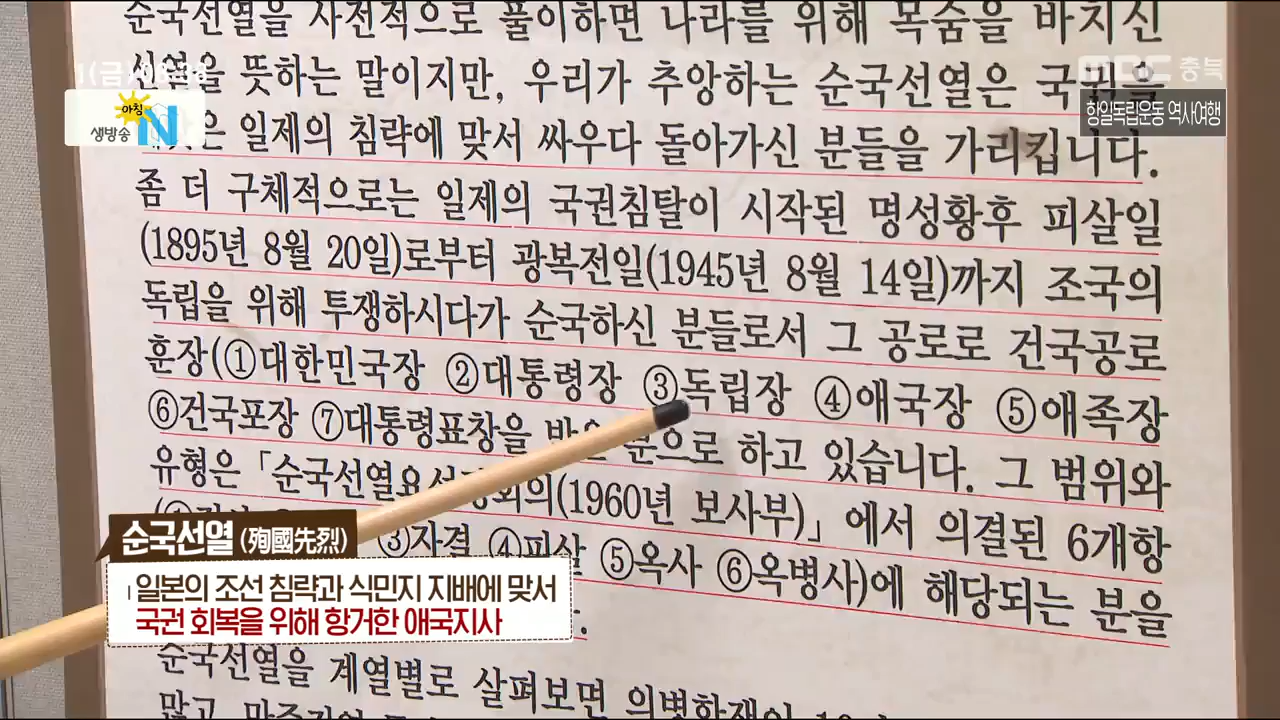 순국선열을 사전적으로 풀이하면 나라를 위해 목숨을 바치신
선열을 뜻하는 말이지만, 우리가 추앙하는 순국선열은 국권을
은 일제의 침략에 맞서 싸우다 돌아가신 분들을 가리킵니다.
좀 더 구체적으로는 일제의 국권침탈이 시작된 명성황후 피살일
(1895년 8월 20일)로부터 광복전일(1945년 8월 14일)까지 조국의
독립을 위해 투쟁하시다가 순국하신 분들로서 그 공로로 건국공로
훈장(①대한민국장 ②대통령장 ③독립장 ④애국장 ⑤애족장
⑥건국포장 ⑦대통령표창을 받은 분으로 하고 있습니다. 그 범위와
유형은 「순국선열요 회의(1960년 보사부)」에서 의결된 6개항
③자결 ④피살 ⑤옥사 ⑥옥병사)에 해당되는 분을
순국선열을 계열별로 살펴보면
많고
아침
생방송 N
MBC 충북
항일독립운동 역사여행
순국선열 (殉國先烈)
일본의 조선 침략과 식민지 지배에 맞서
국권 회복을 위해 항거한 애국지사